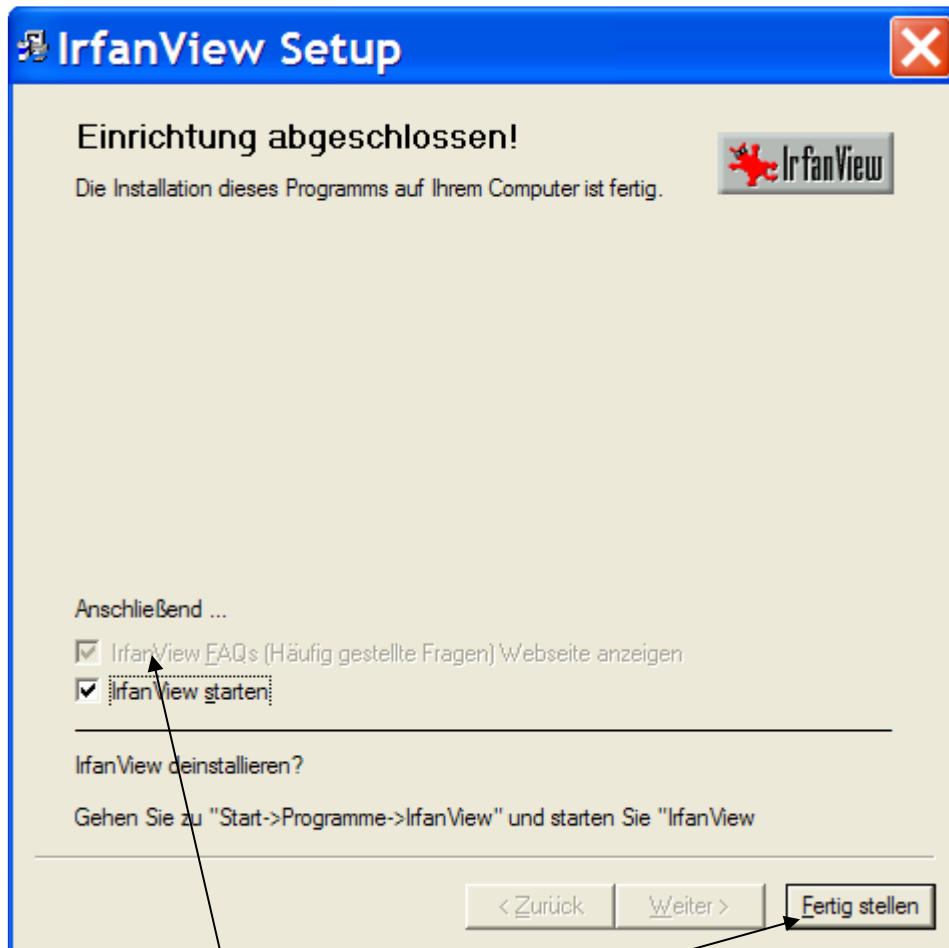 IrfanView Setup
Einrichtung abgeschlossen!
IrfanView
Die Installation dieses Programms auf Ihrem Computer ist fertig.
Anschließend ...
IrfanView FAQs (Häufig gestellte Fragen) Webseite anzeigen
IrfanView starten
IrfanView deinstallieren?
Gehen Sie zu "Start->Programme->IrfanView" und starten Sie "IrfanView
< Zurück
Weiter >
Fertig stellen